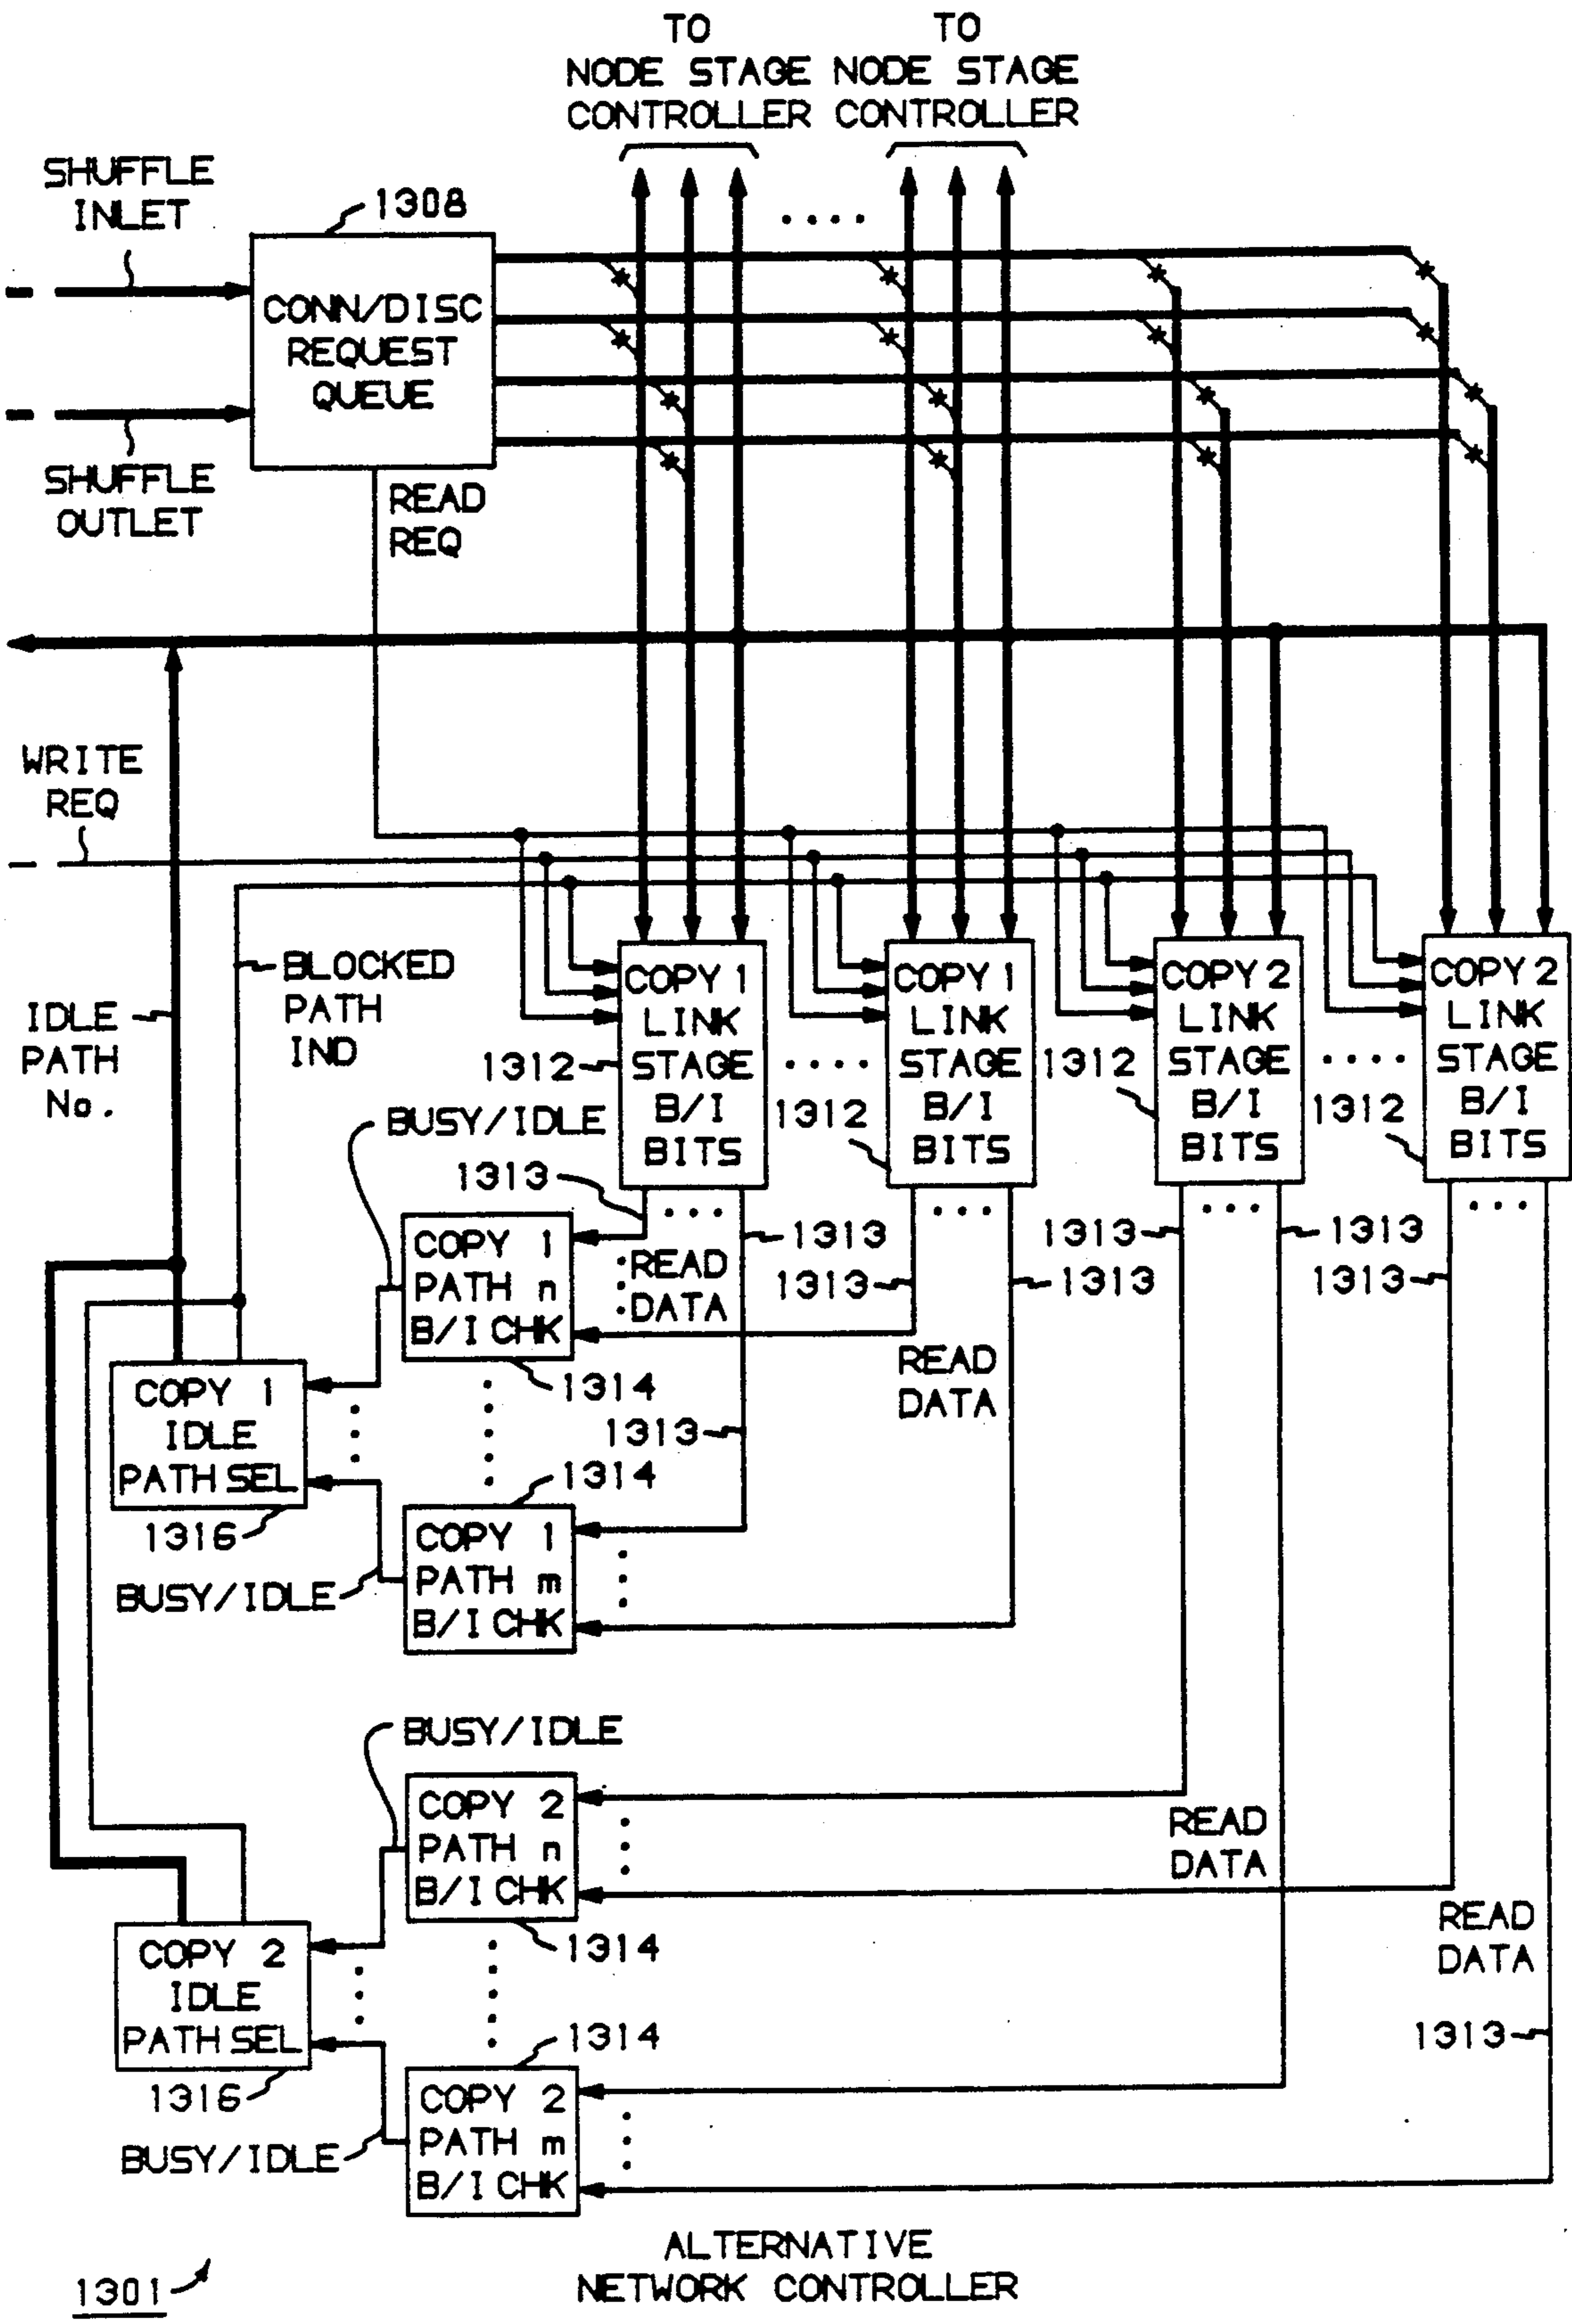 TO
NODE STAGE
CONTROLLER
TO
NODE STAGE
CONTROLLER
SHUFFLE
INLET
1308
CONN/DISC
REQUEST
QUEUE
SHUFFLE
OUTLET
READ
REQ
WRITE
REQ
IDLE
PATH
No.
BLOCKED
PATH
IND
COPY 1
LINK
STAGE
B/I
BITS
1312
COPY 1
LINK
STAGE
B/I
BITS
1312
COPY 2
LINK
STAGE
B/I
BITS
1312
COPY 2
LINK
STAGE
B/I
BITS
1312
BUSY/IDLE
1313
1313
1313
1313
1313
1313
1313
COPY 1
PATH n
B/I CHK
READ
DATA
1314
READ
DATA
COPY 1
IDLE
PATH SEL
1316
1313
1314
COPY 1
PATH m
B/I CHK
BUSY/IDLE
BUSY/IDLE
COPY 2
PATH n
B/I CHK
1314
READ
DATA
READ
DATA
COPY 2
IDLE
PATH SEL
1316
1314
1313
COPY 2
PATH m
B/I CHK
BUSY/IDLE
ALTERNATIVE
NETWORK CONTROLLER
1301